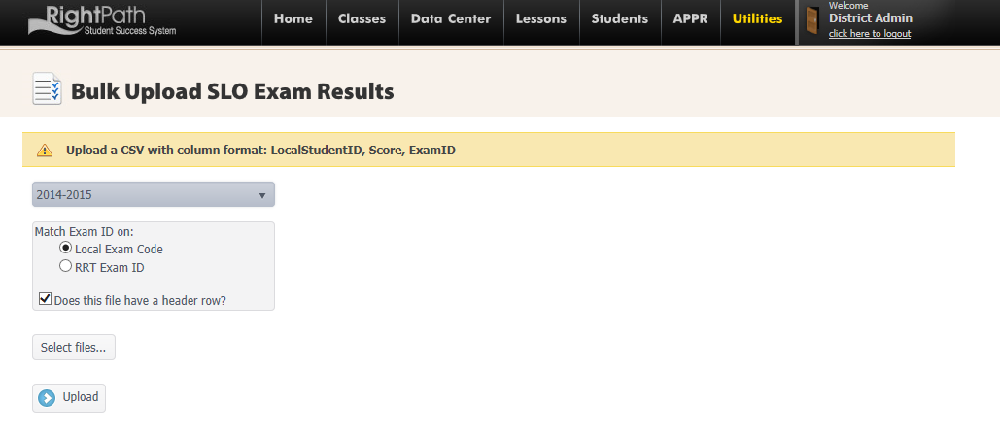 RightPath
Student Success System
Home Classes Data Center Lessons Students APPR Utilities
Welcome
District Admin
click here to logout
Bulk Upload SLO Exam Results
Upload a CSV with column format: LocalStudentID, Score, ExamID
2014-2015
Match Exam ID on:
Local Exam Code
RRT Exam ID
Does this file have a header row?
Select files...
Upload